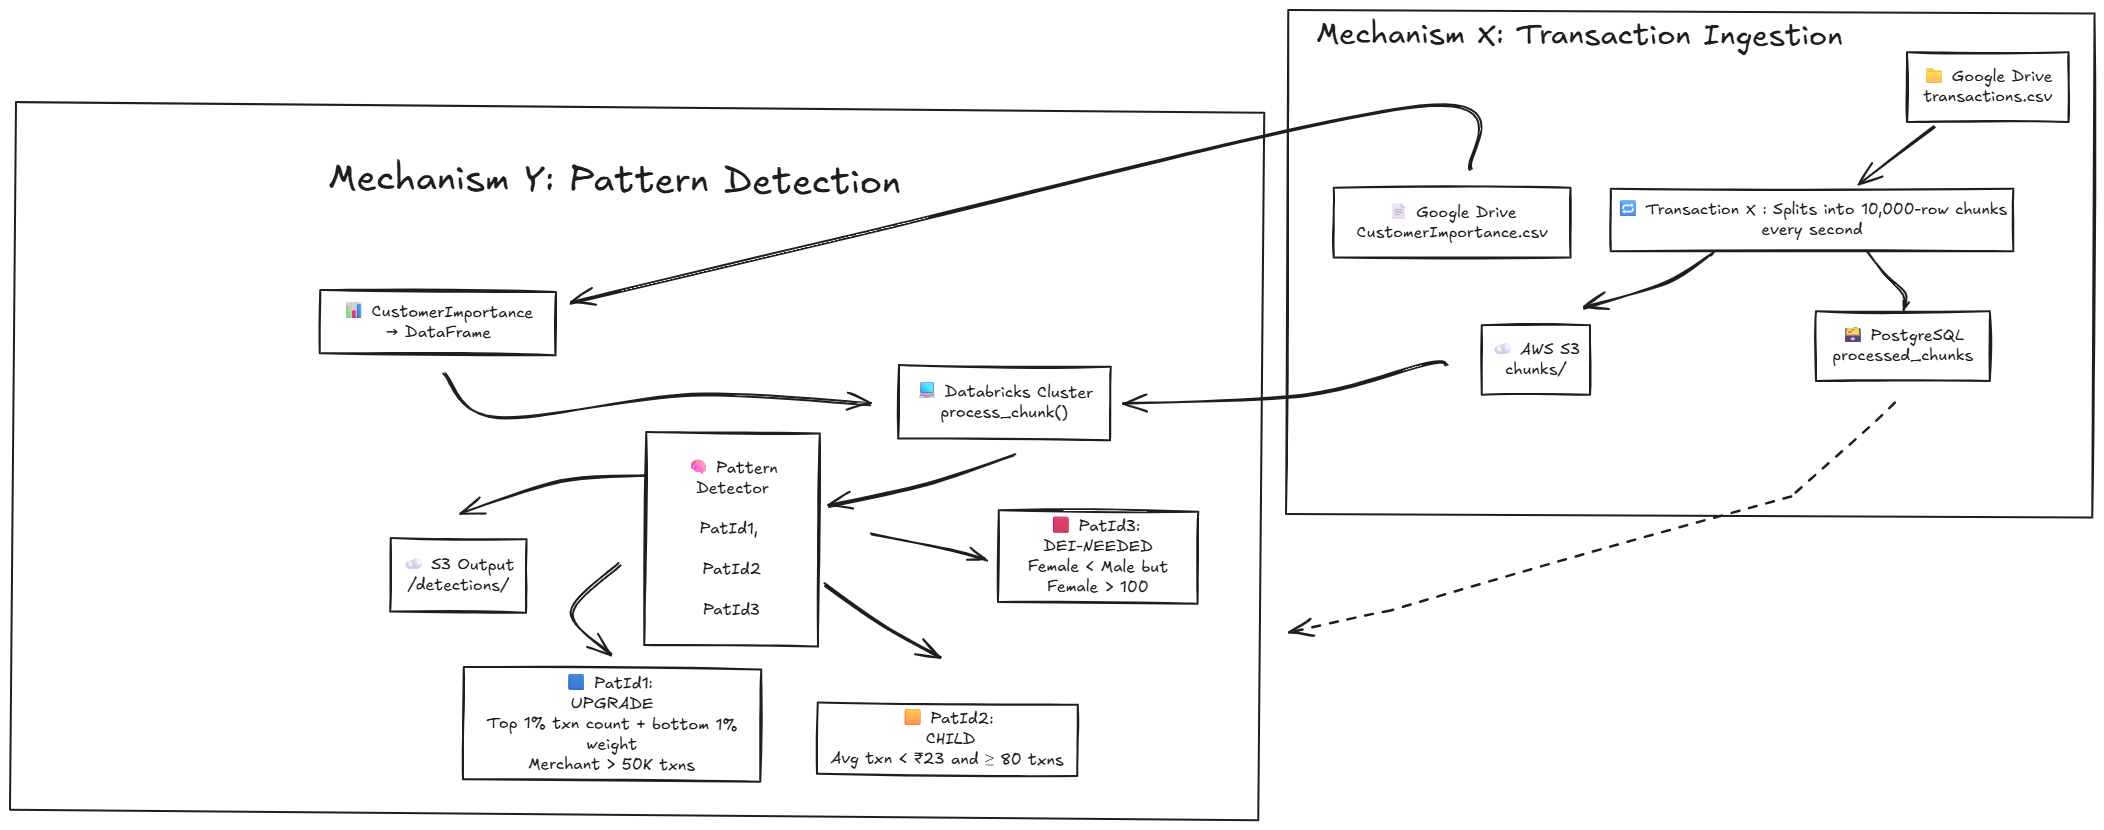 Mechanism X: Transaction Ingestion
Google Drive
transactions.csv
Google Drive
CustomerImportance.csv
Transaction X : Splits into 10,000-row chunks
every second
AWS S3
chunks/
PostgreSQL
processed_chunks
Mechanism Y: Pattern Detection
CustomerImportance
→ DataFrame
Databricks Cluster
process_chunk()
Pattern
Detector
PatId1,
PatId2
PatId3
S3 Output
/detections/
PatId3:
DEI-NEEDED
Female < Male but
Female > 100
PatId1:
UPGRADE
Top 1% txn count + bottom 1%
weight
Merchant > 50K txns
PatId2:
CHILD
Avg txn < ₹23 and ≥ 80 txns